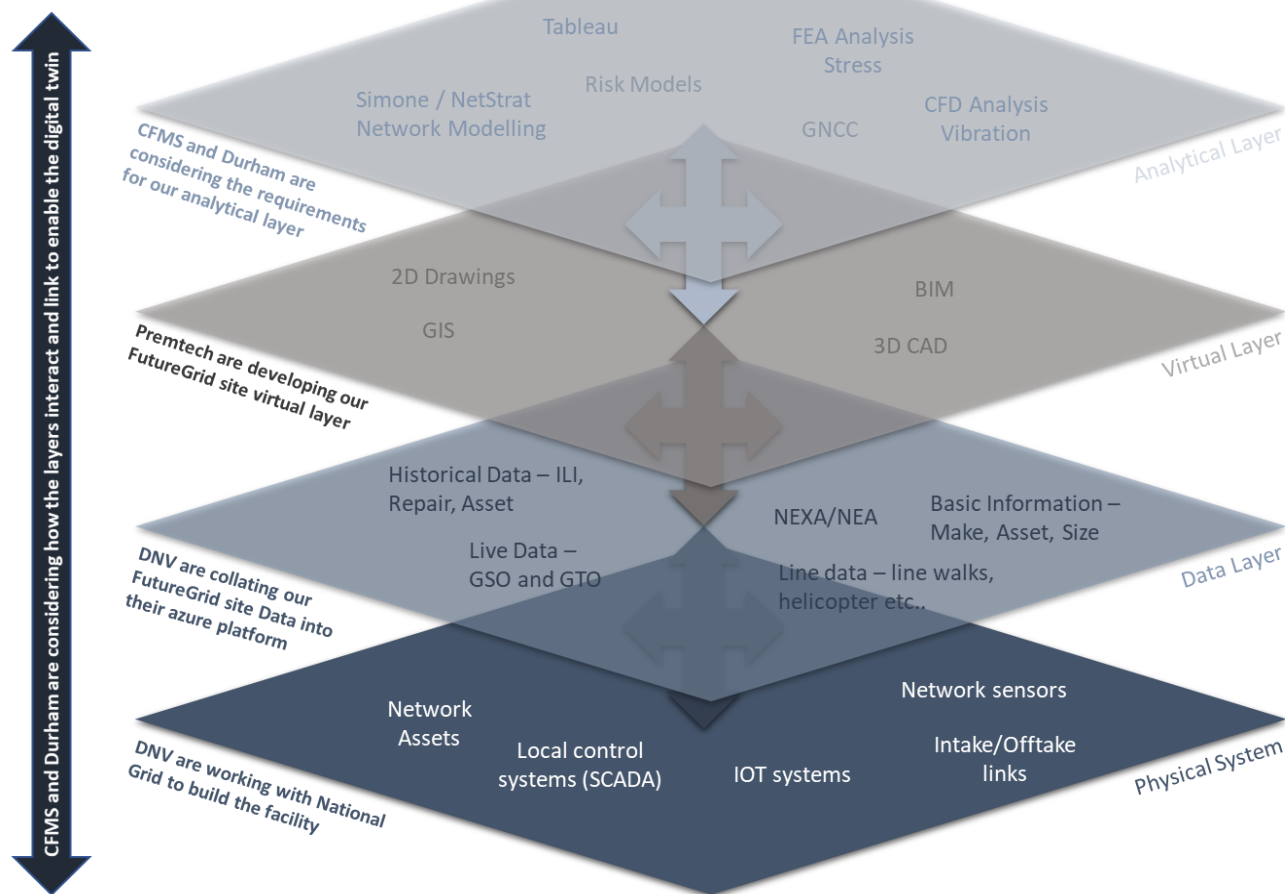 CFMS and Durham are considering how the layers interact and link to enable the digital twin
Tableau
FEA Analysis
Stress
Risk Models
Simone / NetStrat
Network Modelling
GNCC
CFD Analysis
Vibration
CFMS and Durham are
considering the requirements
for our analytical layer
Analytical Layer
2D Drawings
BIM
GIS
3D CAD
Premtech are developing our
FutureGrid site virtual layer
Virtual Layer
Historical Data – ILI,
Repair, Asset
NEXA/NEA
Basic Information –
Make, Asset, Size
Live Data –
GSO and GTO
Line data – line walks,
helicopter etc..
DNV are collating our
FutureGrid site Data into
their azure platform
Data Layer
Network
Assets
Local control
systems (SCADA)
IOT systems
Network sensors
Intake/Offtake
links
DNV are working with National
Grid to build the facility
Physical System